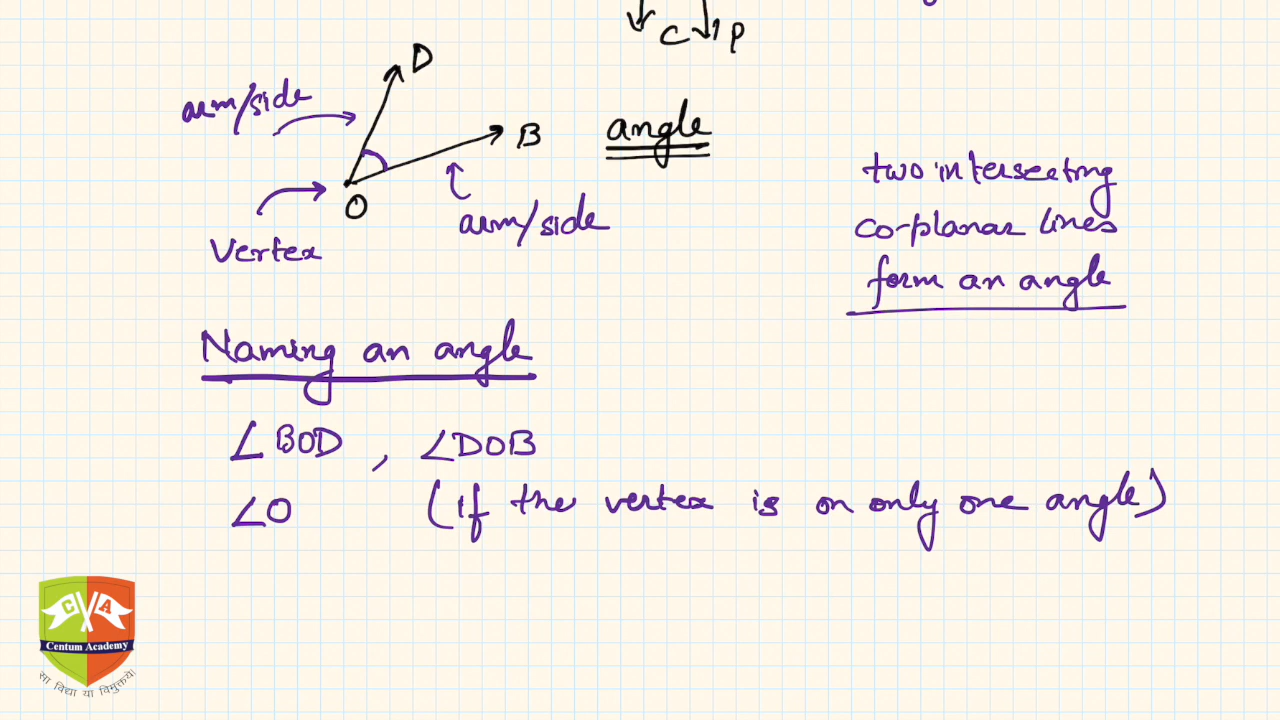 C P
D
arm/side
B
angle
O
arm/side
Vertex
two intersecting
co-planar lines
form an angle
Naming an angle
∠BOD , ∠DOB
∠O (if the vertex is on only one angle)
C A
Centum Academy
सा विद्या या विमुक्तये।